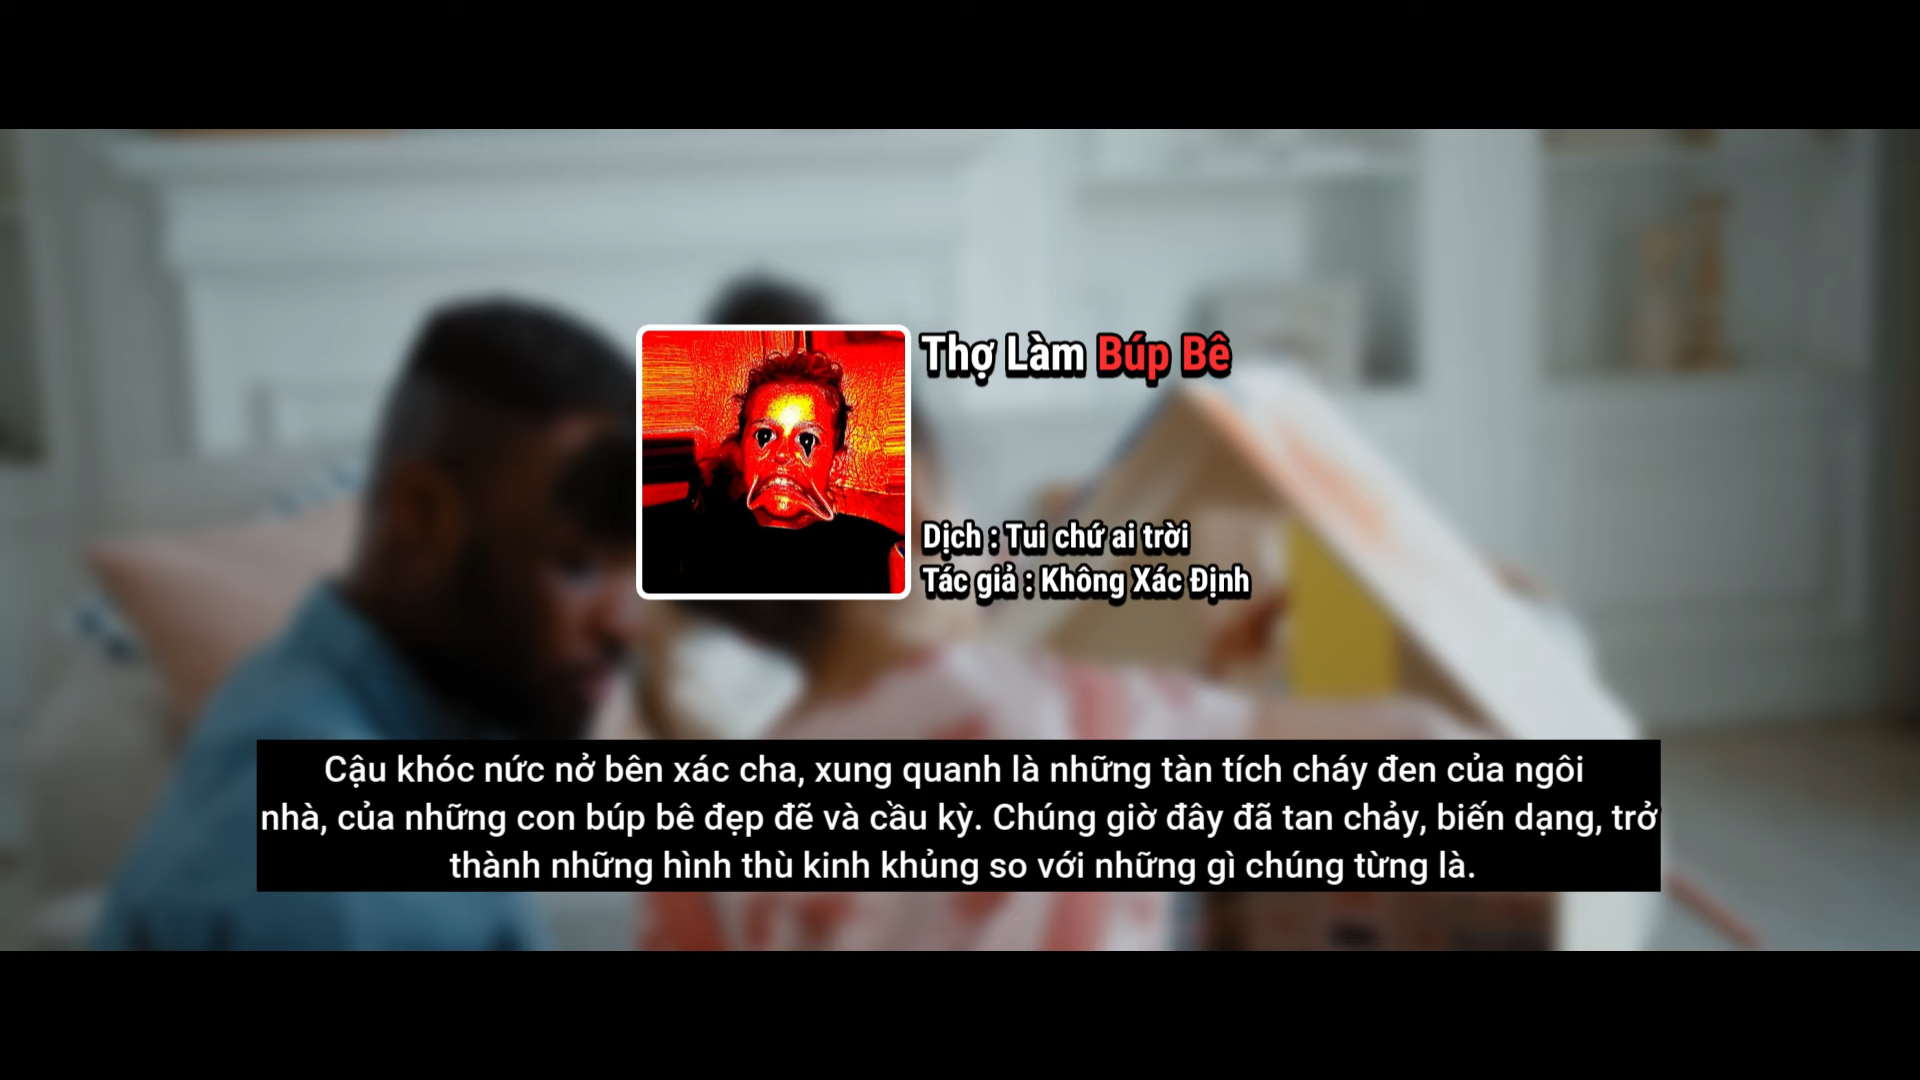 Thợ Làm Búp Bê
Dịch : Tui chứ ai trời
Tác giả : Không Xác Định
Cậu khóc nức nở bên xác cha, xung quanh là những tàn tích cháy đen của ngôi
nhà, của những con búp bê đẹp đẽ và cầu kỳ. Chúng giờ đây đã tan chảy, biến dạng, trở
thành những hình thù kinh khủng so với những gì chúng từng là.